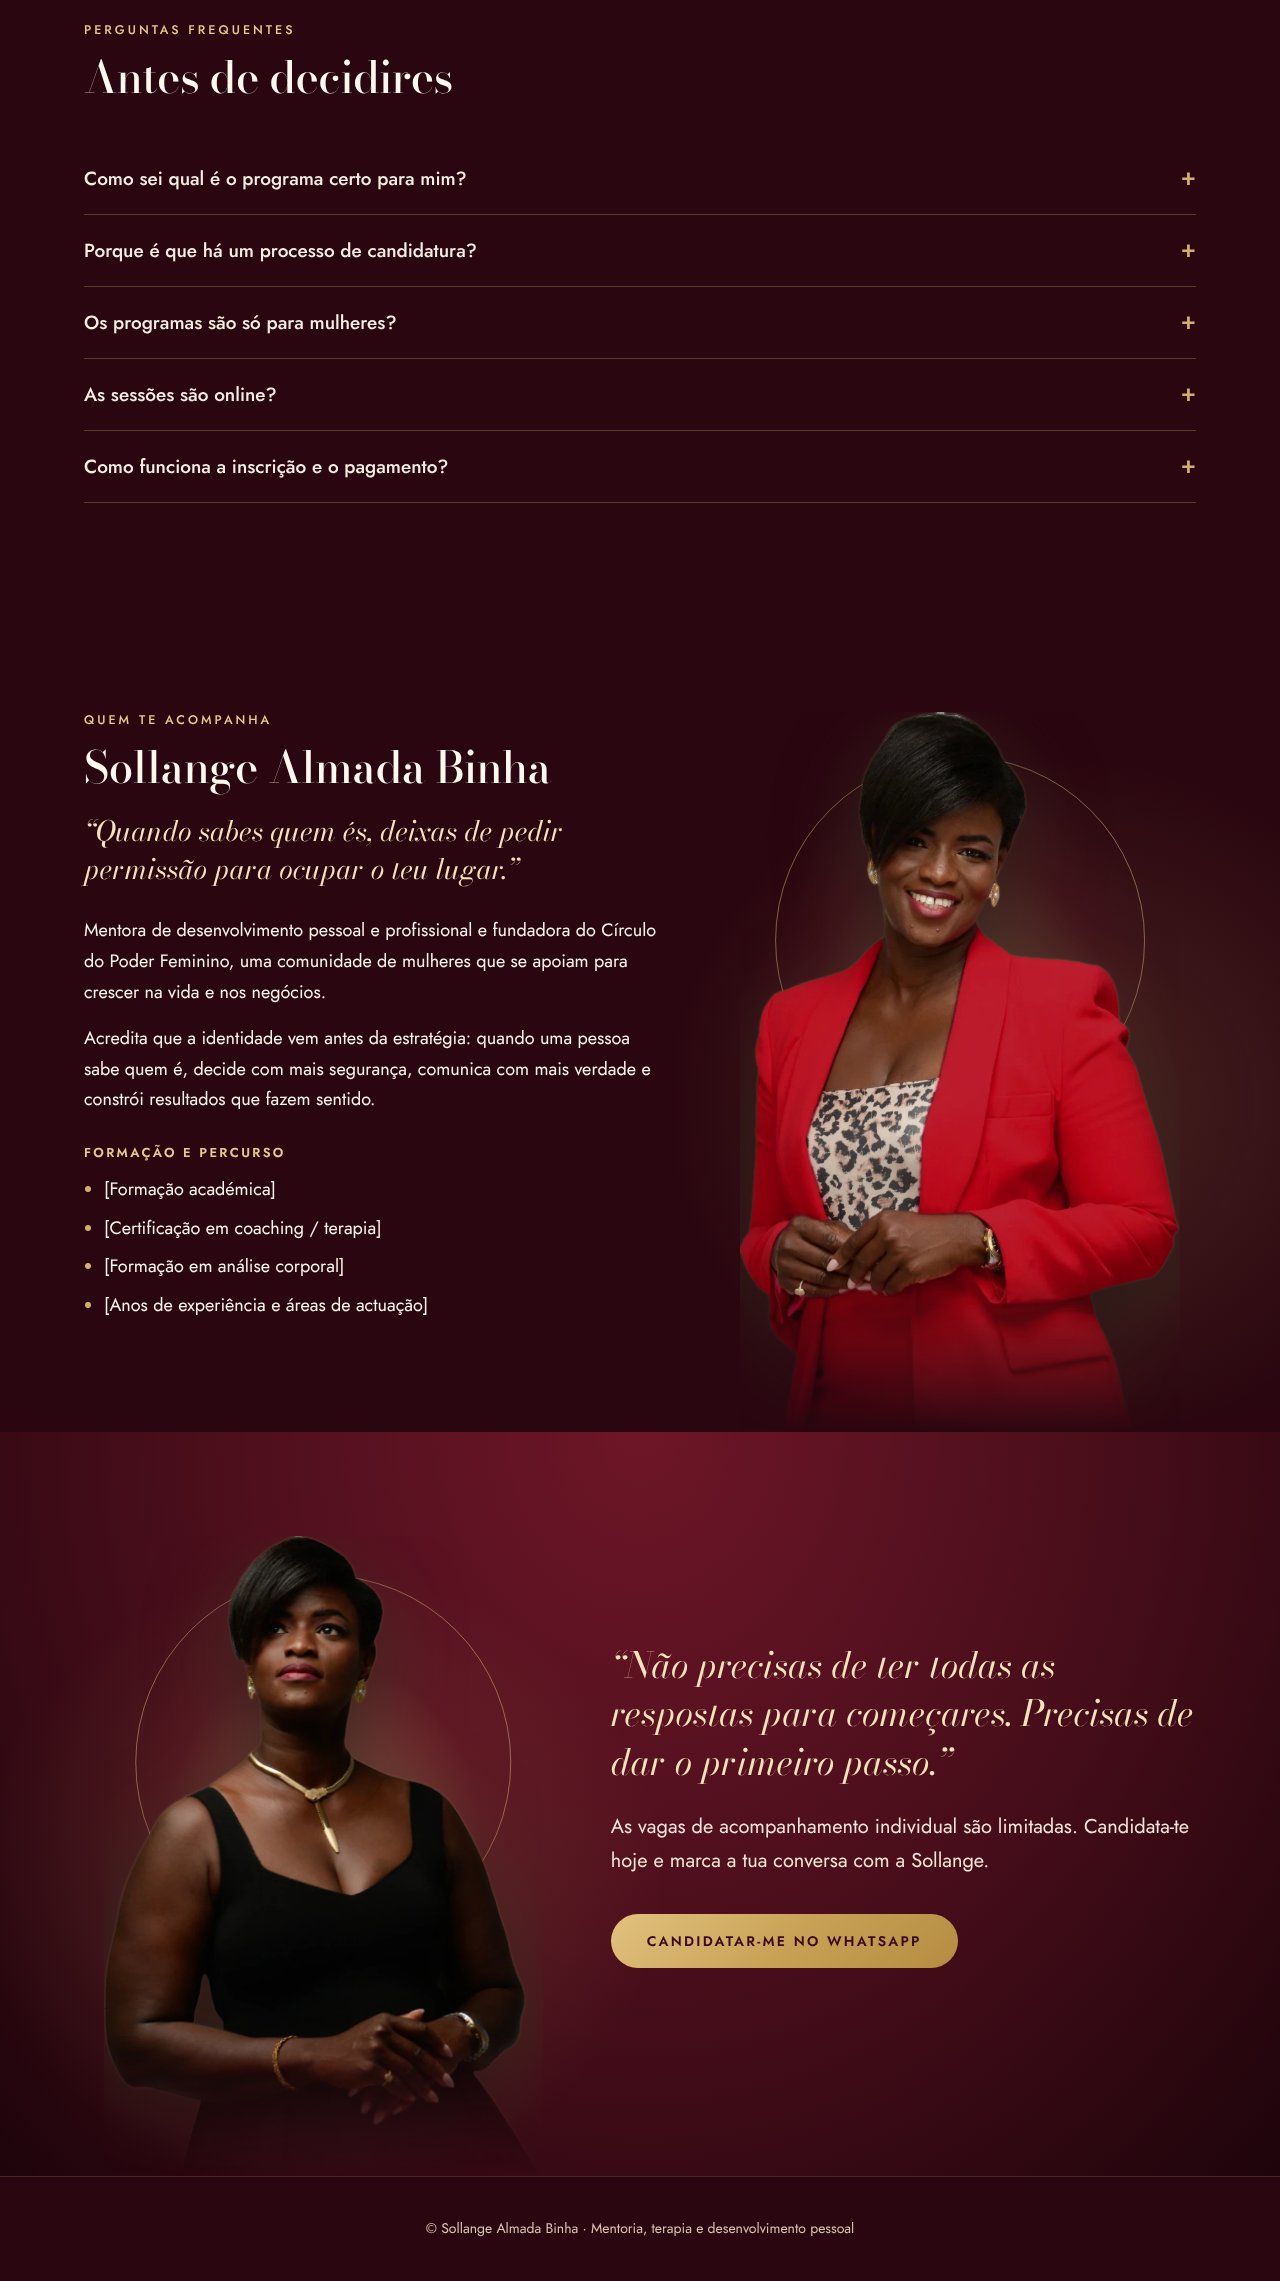 PERGUNTAS FREQUENTES
Antes de decidires
Como sei qual é o programa certo para mim?
+
Porque é que há um processo de candidatura?
+
Os programas são só para mulheres?
+
As sessões são online?
+
Como funciona a inscrição e o pagamento?
+
QUEM TE ACOMPANHA
Sollange Almada Binha
“Quando sabes quem és, deixas de pedir
permissão para ocupar o teu lugar.”
Mentora de desenvolvimento pessoal e profissional e fundadora do Círculo
do Poder Feminino, uma comunidade de mulheres que se apoiam para
crescer na vida e nos negócios.
Acredita que a identidade vem antes da estratégia: quando uma pessoa
sabe quem é, decide com mais segurança, comunica com mais verdade e
constrói resultados que fazem sentido.
FORMAÇÃO E PERCURSO
• [Formação académica]
• [Certificação em coaching / terapia]
• [Formação em análise corporal]
• [Anos de experiência e áreas de actuação]
“Não precisas de ter todas as
respostas para começares. Precisas de
dar o primeiro passo.”
As vagas de acompanhamento individual são limitadas. Candidata-te
hoje e marca a tua conversa com a Sollange.
CANDIDATAR-ME NO WHATSAPP
© Sollange Almada Binha · Mentoria, terapia e desenvolvimento pessoal